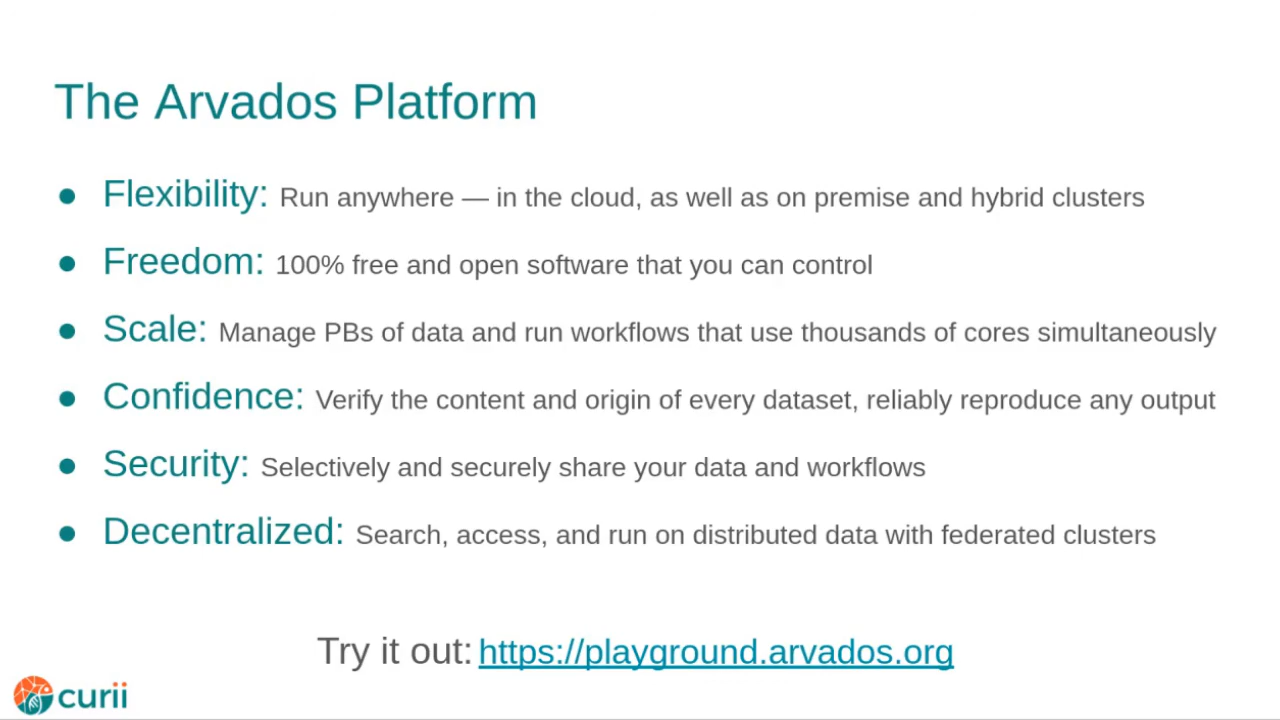 The Arvados Platform
● Flexibility: Run anywhere — in the cloud, as well as on premise and hybrid clusters
● Freedom: 100% free and open software that you can control
● Scale: Manage PBs of data and run workflows that use thousands of cores simultaneously
● Confidence: Verify the content and origin of every dataset, reliably reproduce any output
● Security: Selectively and securely share your data and workflows
● Decentralized: Search, access, and run on distributed data with federated clusters
Try it out: https://playground.arvados.org
curii